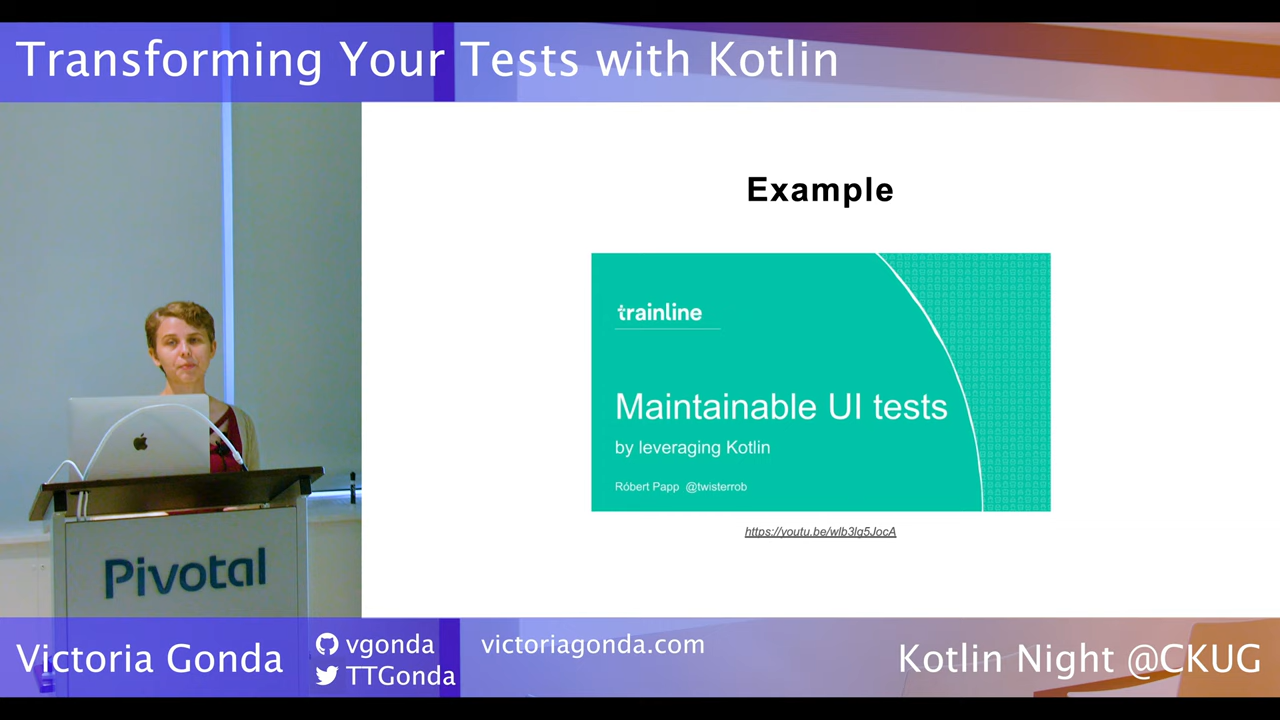 Transforming Your Tests with Kotlin
Example
trainline
Maintainable UI tests
by leveraging Kotlin
Róbert Papp @twisterrob
https://youtu.be/wlb3lg5JocA
Pivotal
Victoria Gonda
vgonda
TTGonda
victoriagonda.com
Kotlin Night @CKUG